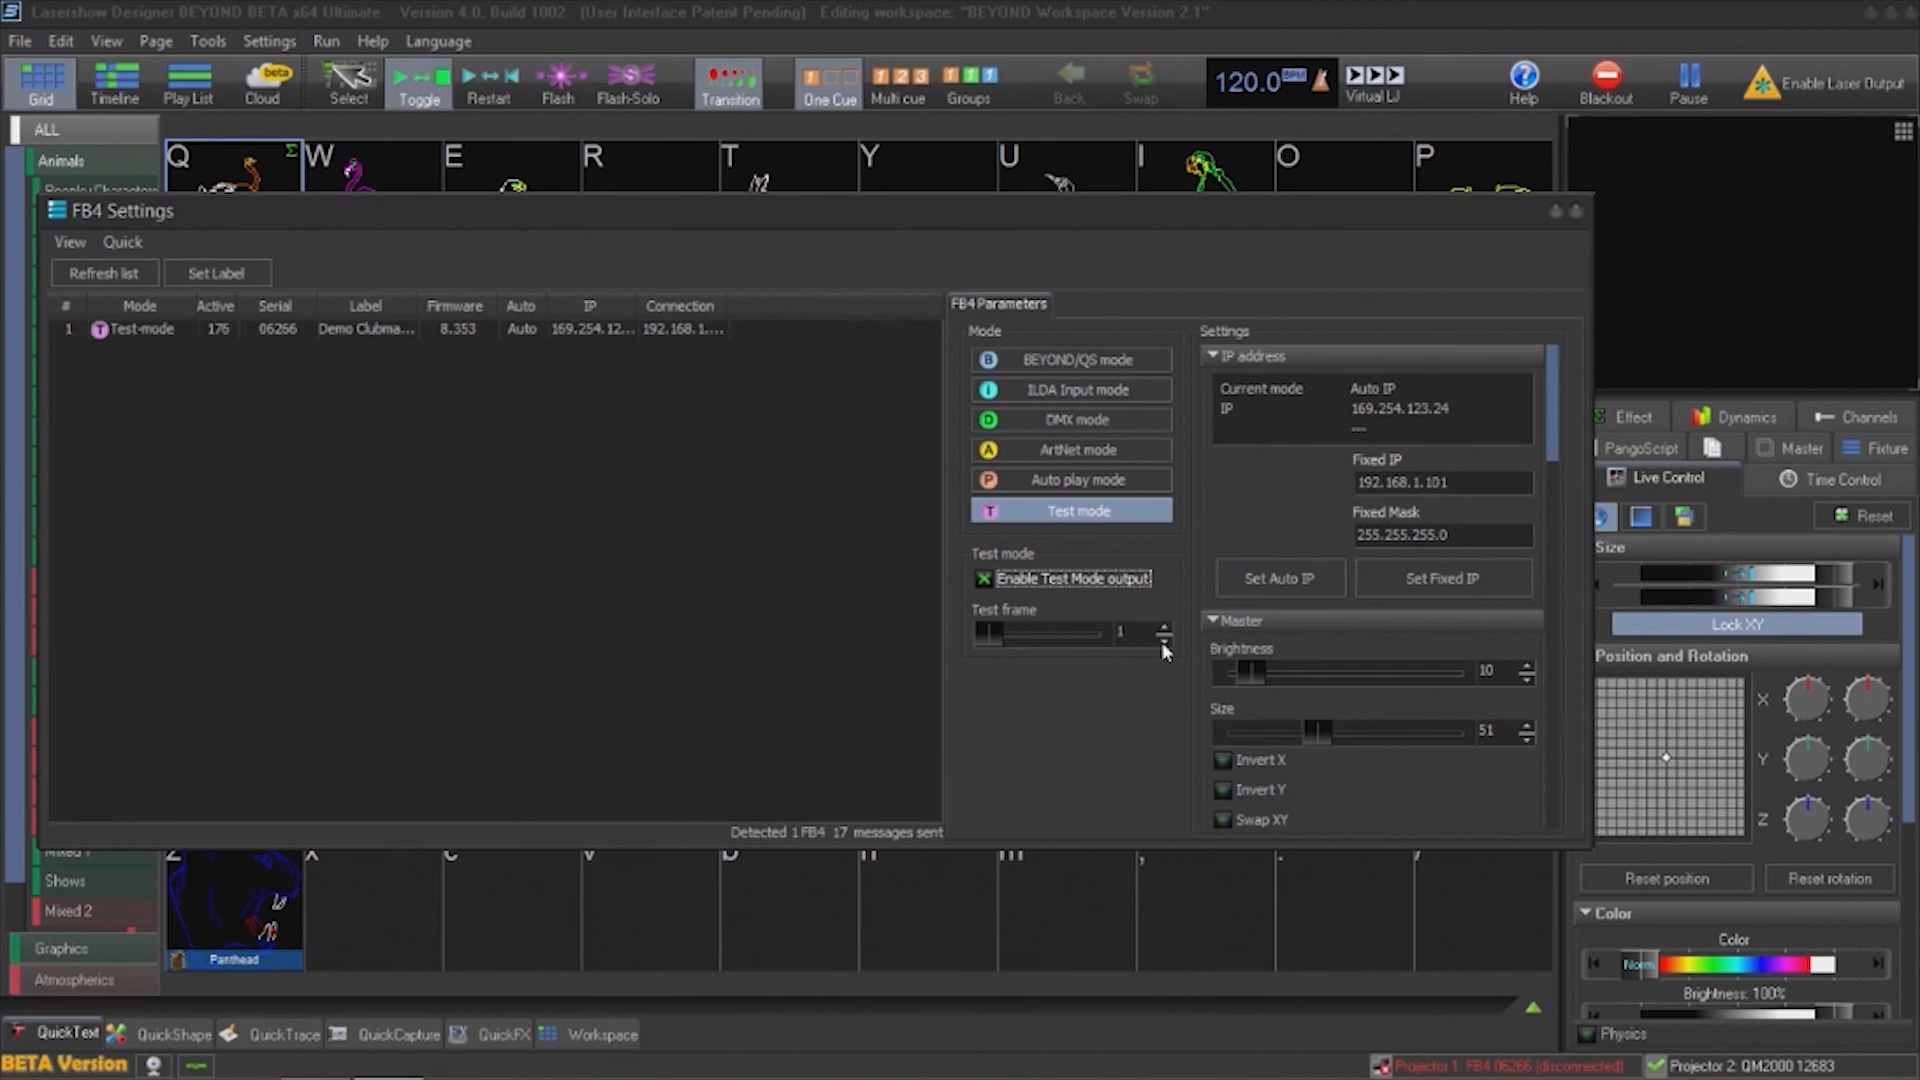 Lasershow Designer BEYOND BETA x64 Ultimate Version 4.0, Build 1002 [User Interface Patent Pending] Editing workspace: "BEYOND Workspace Version 2.1"
File Edit View Page Tools Settings Run Help Language
Grid Timeline Play List Cloud beta Select Toggle Restart Flash Flash-Solo Transition One Cue Multi cue Groups Back Swap 120.0 BPM Virtual LJ Help Blackout Pause Enable Laser Output
ALL
Animals
Q W E R T Y U I O P
FB4 Settings
View Quick
Refresh list Set Label
# Mode Active Serial Label Firmware Auto IP Connection
1 T Test-mode 176 06266 Demo Clubma... 8.353 Auto 169.254.12... 192.168.1....
Detected 1 FB4 17 messages sent
FB4 Parameters
Mode
B BEYOND/QS mode
i ILDA Input mode
D DMX mode
A ArtNet mode
P Auto play mode
T Test mode
Test mode
Enable Test Mode output
Test frame
1
Settings
IP address
Current mode Auto IP
IP 169.254.123.24
---
Fixed IP
192.168.1.101
Fixed Mask
255.255.255.0
Set Auto IP Set Fixed IP
Master
Brightness
10
Size
51
Invert X
Invert Y
Swap XY
Effect Dynamics Channels
PangoScript Master Fixture
Live Control Time Control
Reset
Size
Lock XY
Position and Rotation
X
Y
Z
Reset position Reset rotation
Color
Color
Norm
Brightness: 100%
Physics
Mixed 1
Shows
Mixed 2
Graphics
Atmospherics
Z X C V b n m , . /
Panthead
QuickText QuickShape QuickTrace QuickCapture QuickFX Workspace
BETA Version
Projector 1: FB4 06266 (disconnected) Projector 2: QM2000 12683